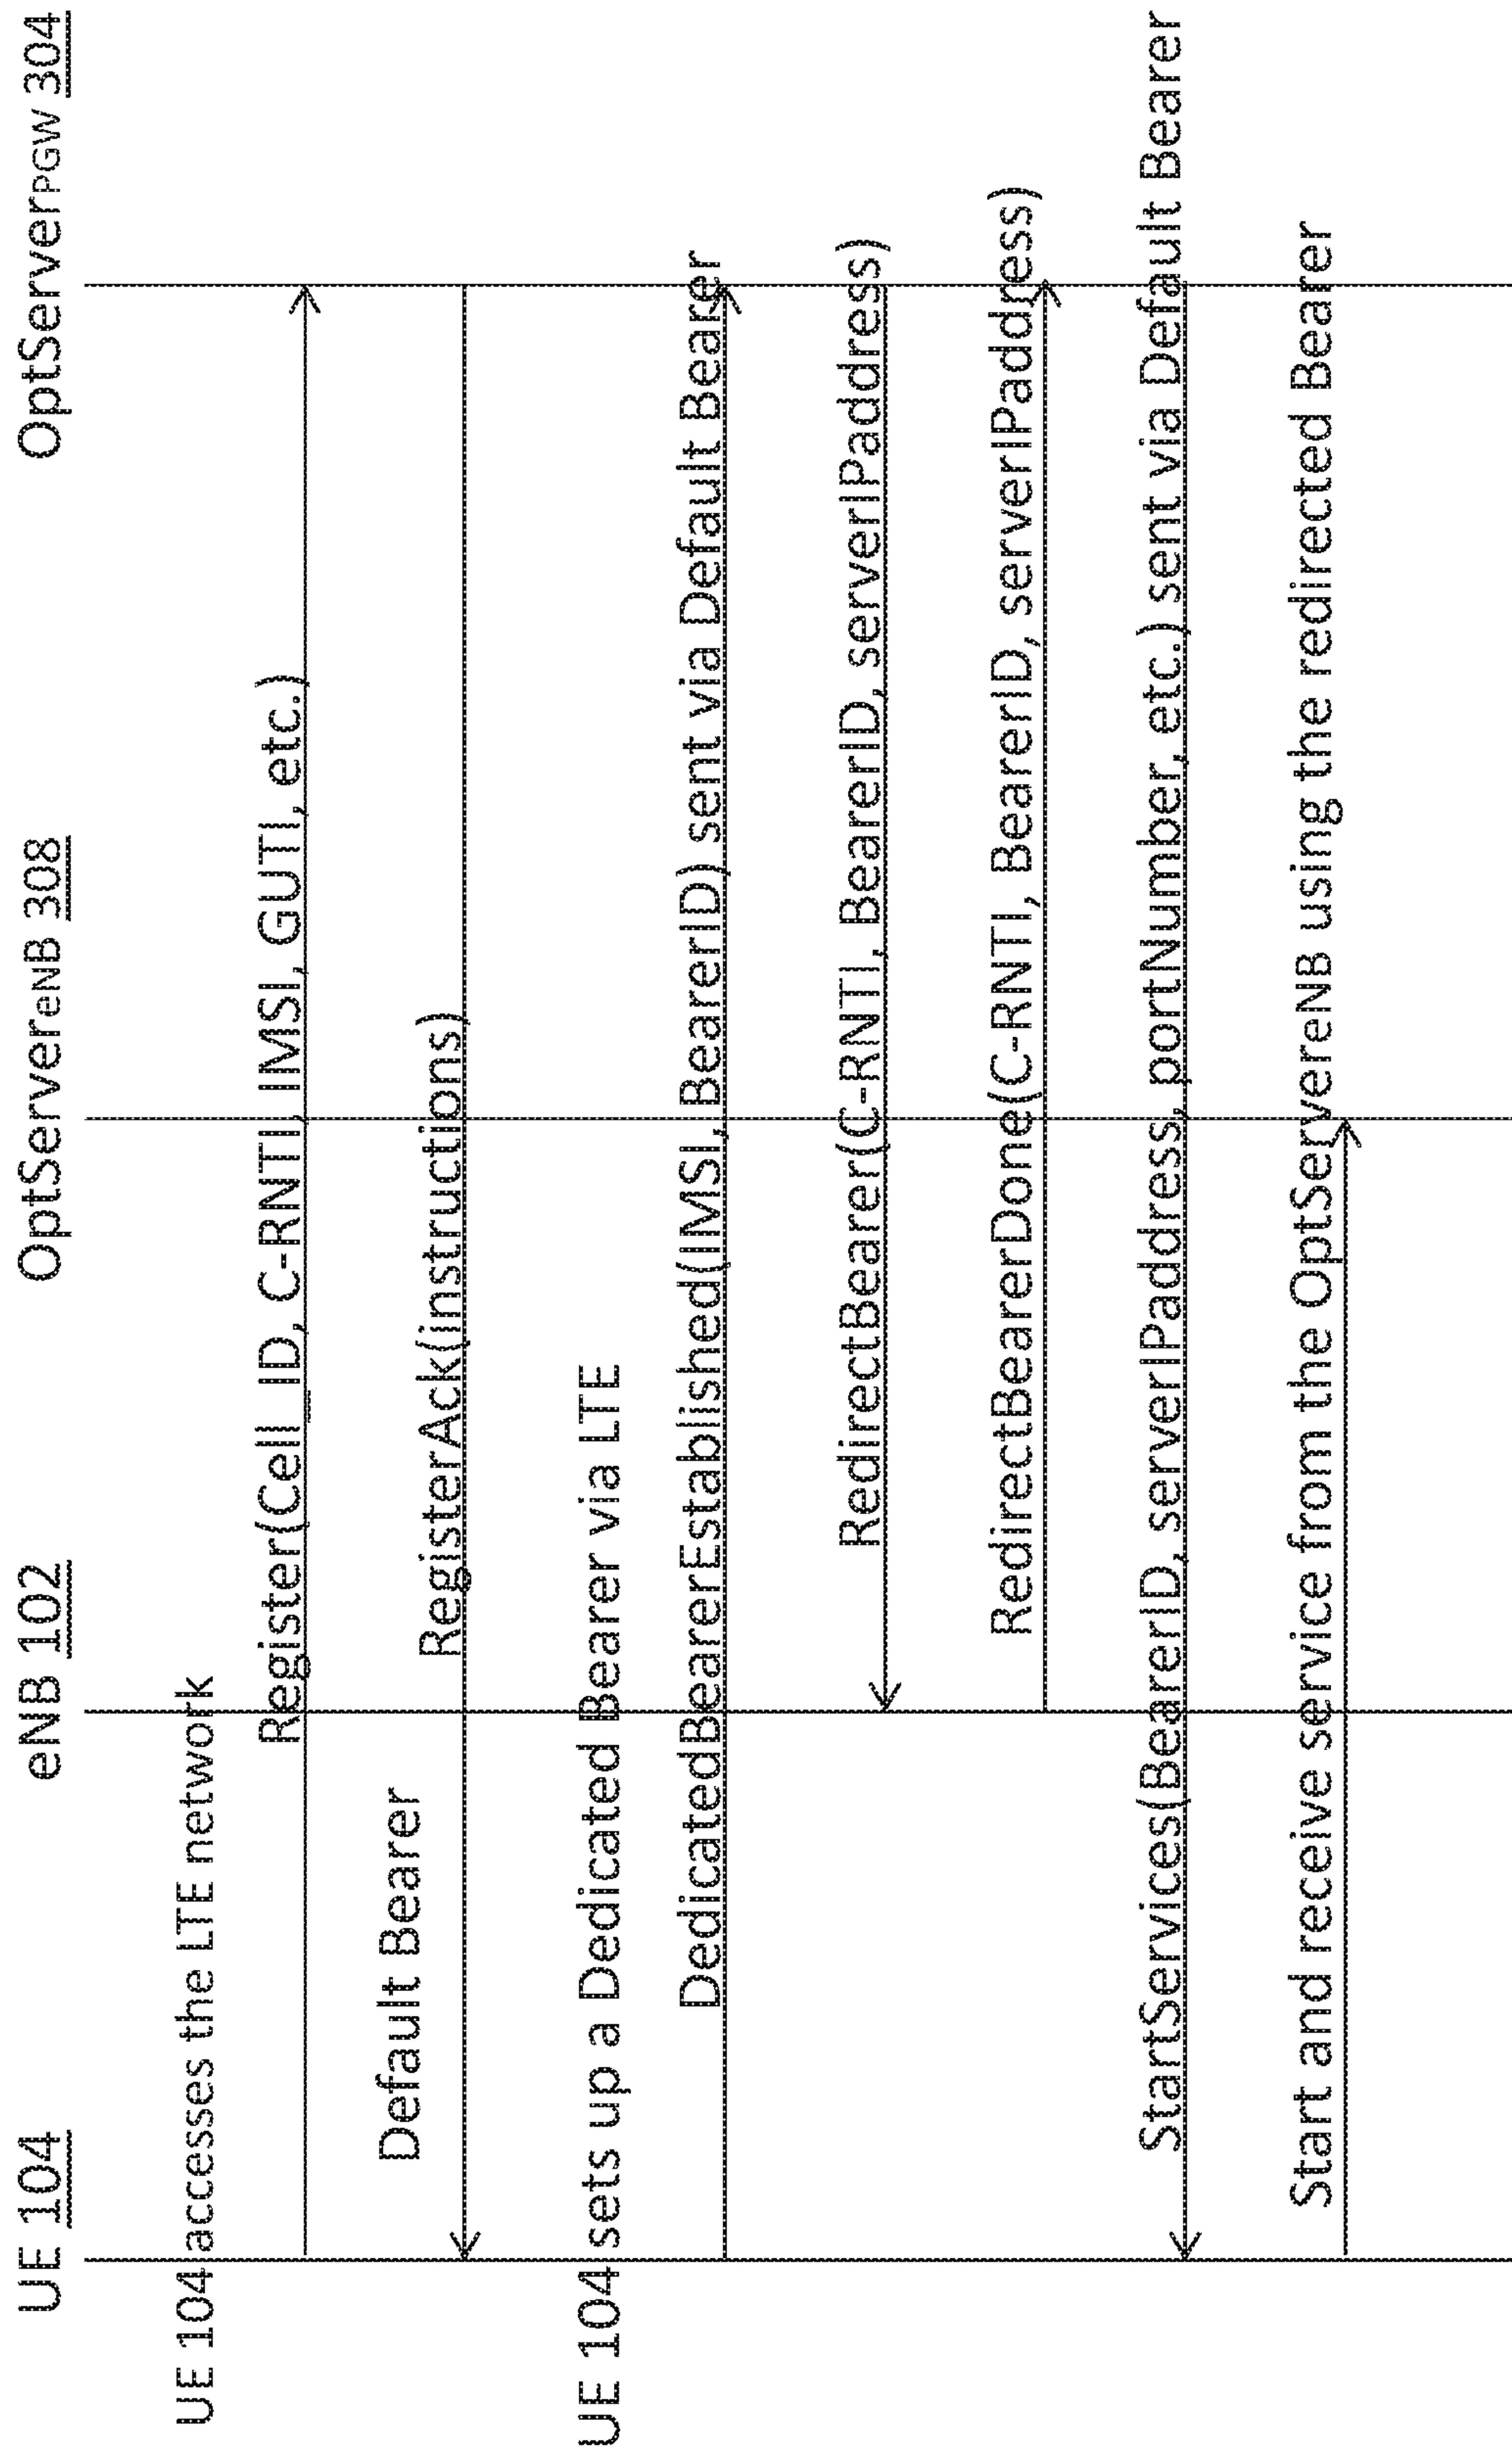 UE 104
eNB 102
OptServereNB 308
OptServerPGW 304
UE 104 accesses the LTE network
Register(Cell_ID, C-RNTI, IMSI, GUTI, etc.)
Default Bearer
RegisterAck(instructions)
UE 104 sets up a Dedicated Bearer via LTE
DedicatedBearerEstablished(IMSI, BearerID) sent via Default Bearer
RedirectBearer(C-RNTI, BearerID, serverIPaddress)
RedirectBearerDone(C-RNTI, BearerID, serverIPaddress)
StartServices(BearerID, serverIPaddress, portNumber, etc.) sent via Default Bearer
Start and receive service from the OptServereNB using the redirected Bearer